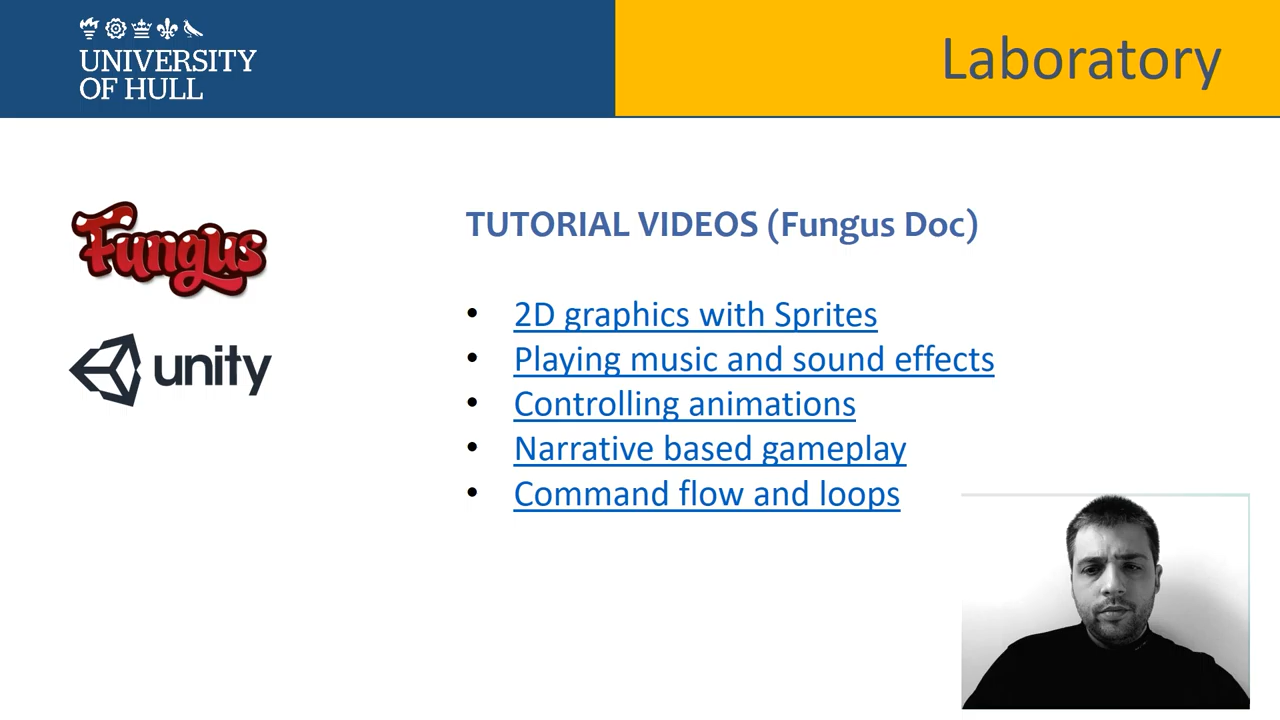 UNIVERSITY
OF HULL
Laboratory
Fungus
unity
TUTORIAL VIDEOS (Fungus Doc)
• 2D graphics with Sprites
• Playing music and sound effects
• Controlling animations
• Narrative based gameplay
• Command flow and loops